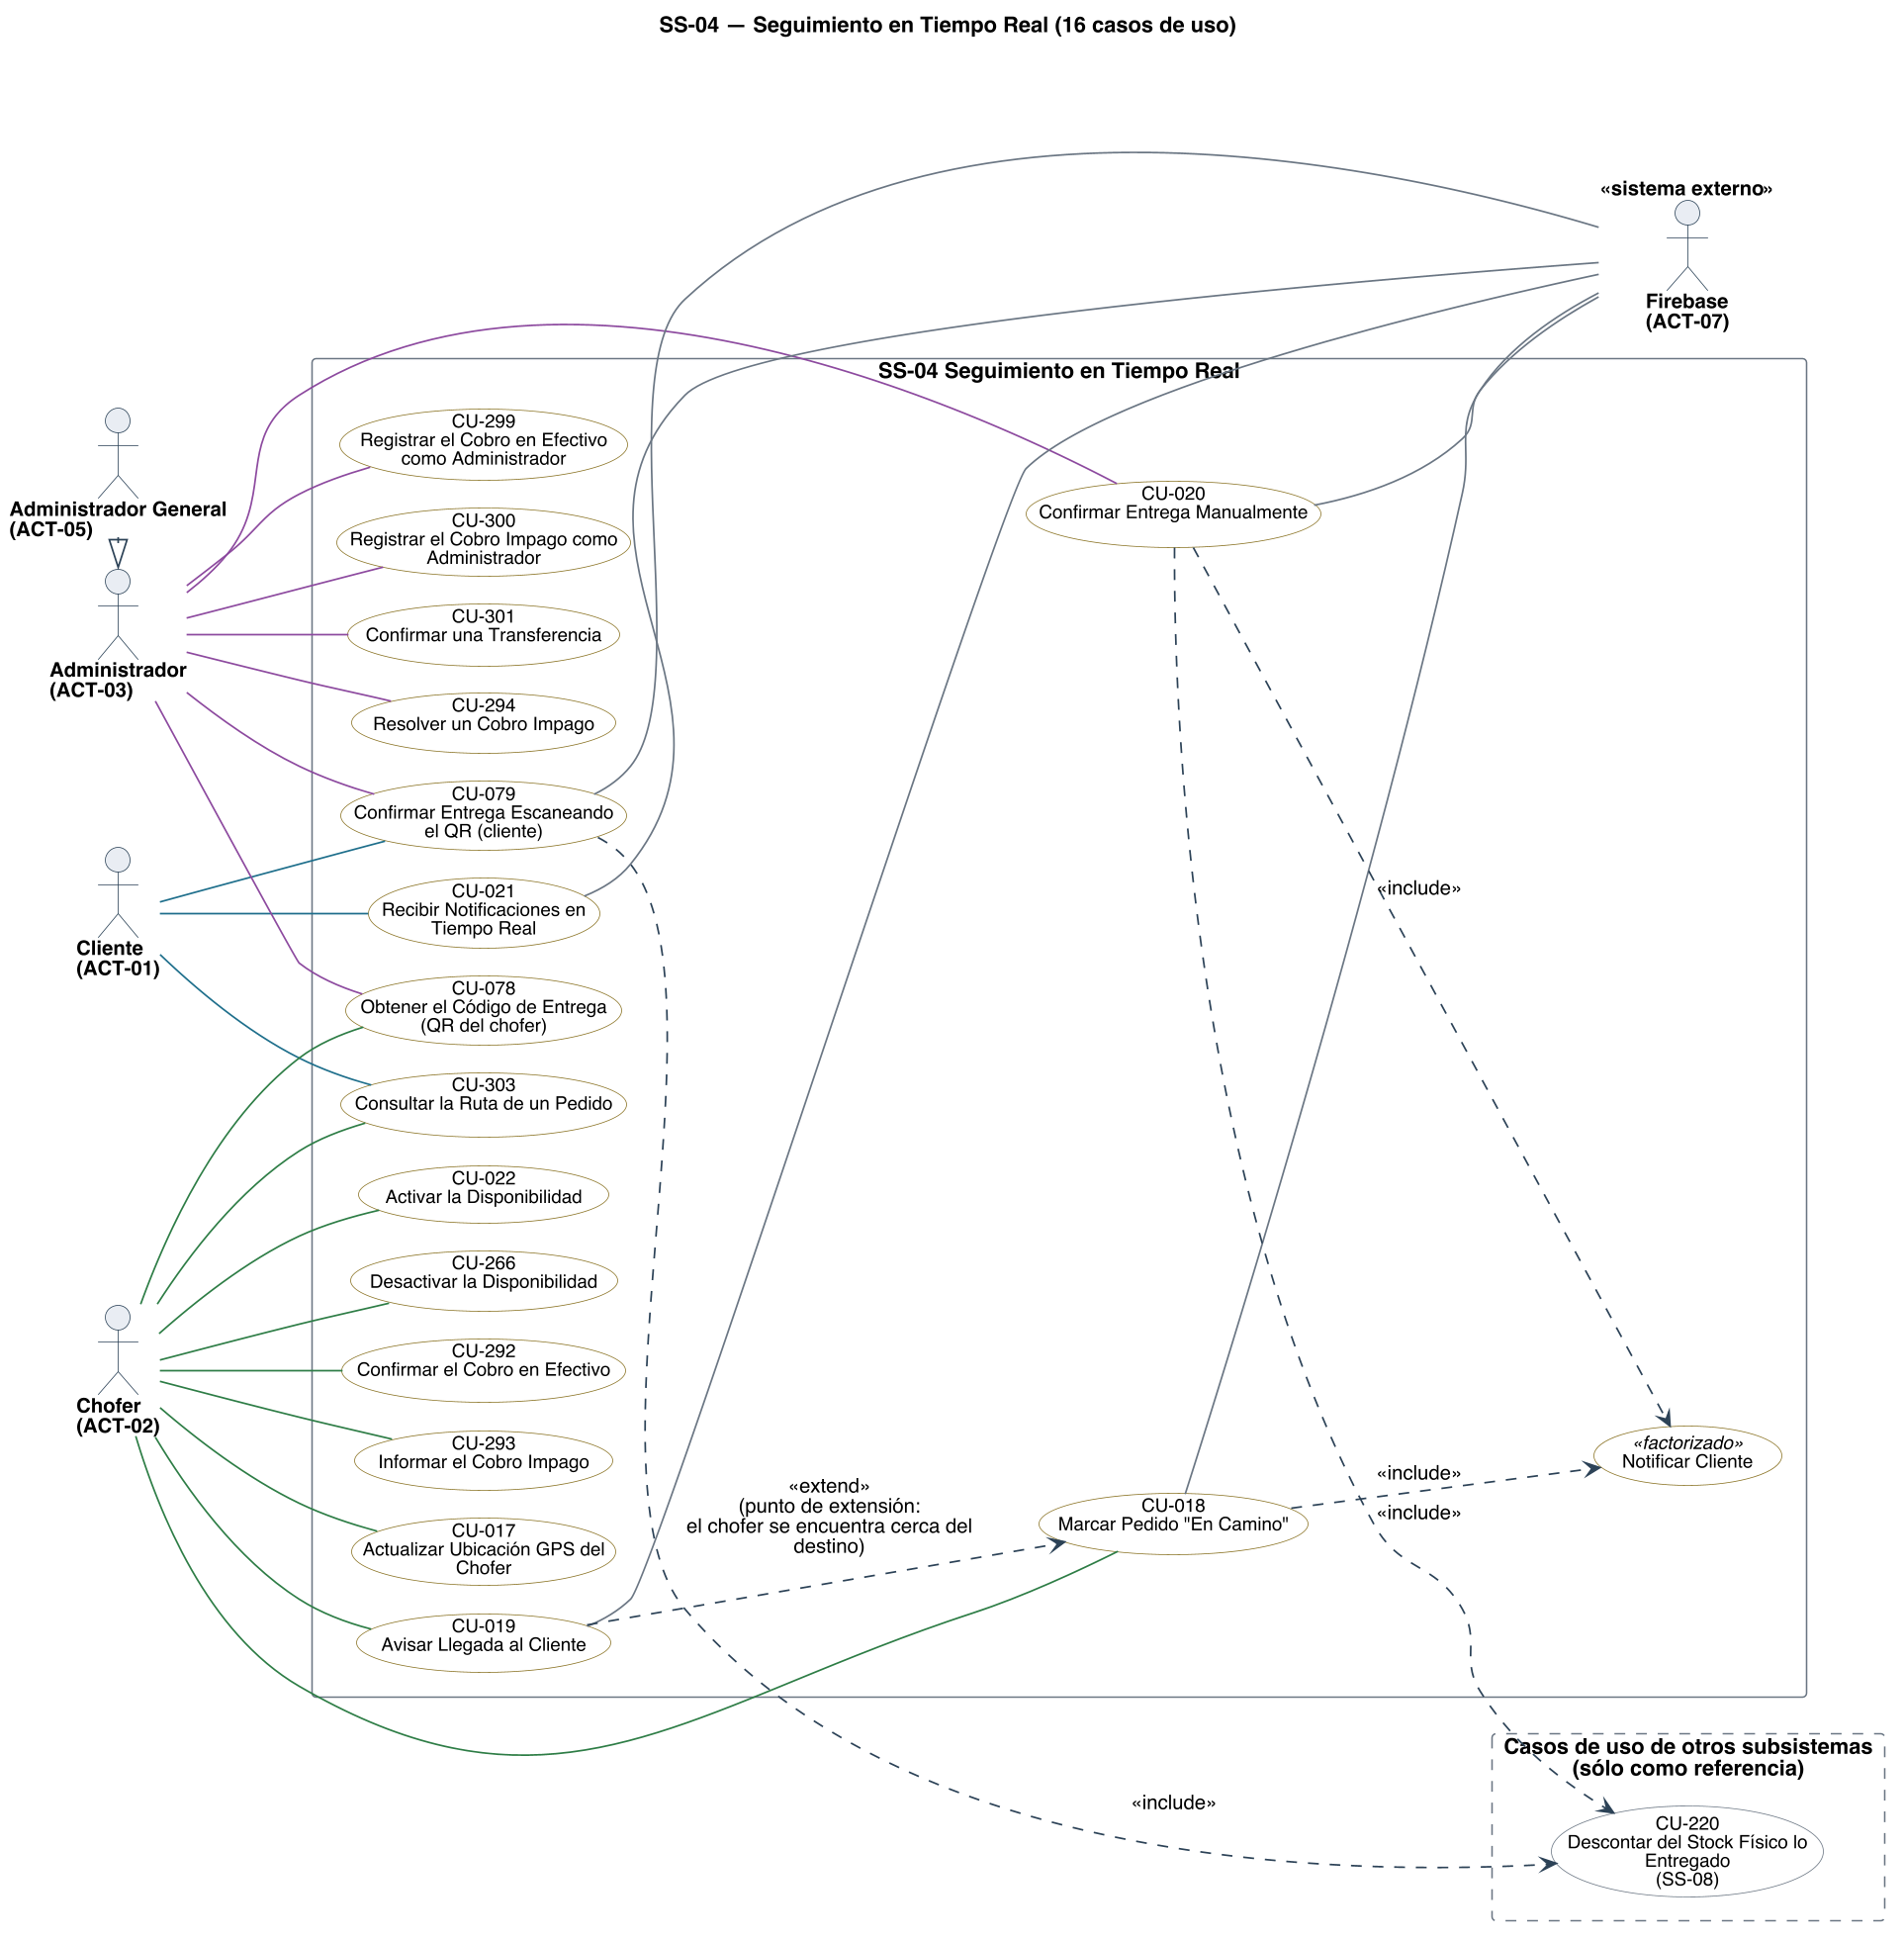 SS-04 — Seguimiento en Tiempo Real (16 casos de uso)
«sistema externo»
Firebase
(ACT-07)
SS-04 Seguimiento en Tiempo Real
Administrador General
(ACT-05)
Administrador
(ACT-03)
Cliente
(ACT-01)
Chofer
(ACT-02)
CU-299
Registrar el Cobro en Efectivo
como Administrador
CU-300
Registrar el Cobro Impago como
Administrador
CU-301
Confirmar una Transferencia
CU-294
Resolver un Cobro Impago
CU-079
Confirmar Entrega Escaneando
el QR (cliente)
CU-021
Recibir Notificaciones en
Tiempo Real
CU-078
Obtener el Código de Entrega
(QR del chofer)
CU-303
Consultar la Ruta de un Pedido
CU-022
Activar la Disponibilidad
CU-266
Desactivar la Disponibilidad
CU-292
Confirmar el Cobro en Efectivo
CU-293
Informar el Cobro Impago
CU-017
Actualizar Ubicación GPS del
Chofer
CU-019
Avisar Llegada al Cliente
CU-020
Confirmar Entrega Manualmente
«include»
«extend»
(punto de extensión:
el chofer se encuentra cerca del
destino)
CU-018
Marcar Pedido "En Camino"
«include»
«include»
«factorizado»
Notificar Cliente
«include»
Casos de uso de otros subsistemas
(sólo como referencia)
CU-220
Descontar del Stock Físico lo
Entregado
(SS-08)